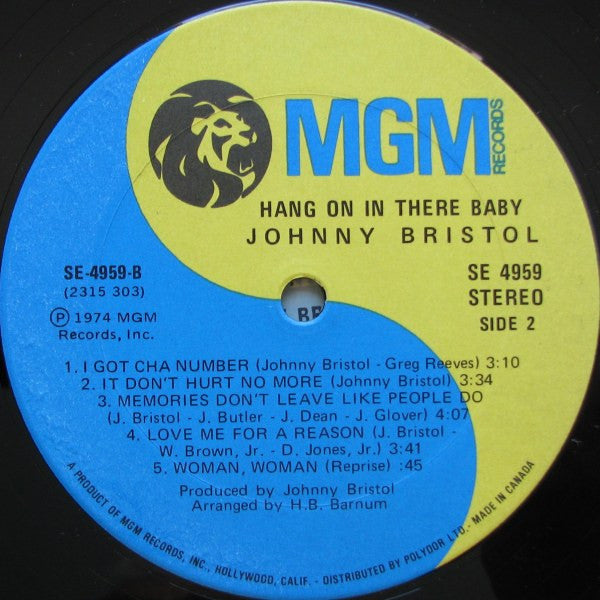 MGM
RECORDS
HANG ON IN THERE BABY
JOHNNY BRISTOL
SE-4959-B
(2315 303)
Ⓟ 1974 MGM
Records, Inc.
SE 4959
STEREO
SIDE 2
1. I GOT CHA NUMBER (Johnny Bristol - Greg Reeves) 3:10
2. IT DON'T HURT NO MORE (Johnny Bristol) 3:34
3. MEMORIES DON'T LEAVE LIKE PEOPLE DO
(J. Bristol - J. Butler - J. Dean - J. Glover) 4:07
4. LOVE ME FOR A REASON (J. Bristol -
W. Brown, Jr. - D. Jones, Jr.) 3:41
5. WOMAN, WOMAN (Reprise) :45
Produced by Johnny Bristol
Arranged by H.B. Barnum
A PRODUCT OF MGM RECORDS, INC., HOLLYWOOD, CALIF. - DISTRIBUTED BY POLYDOR LTD. - MADE IN CANADA